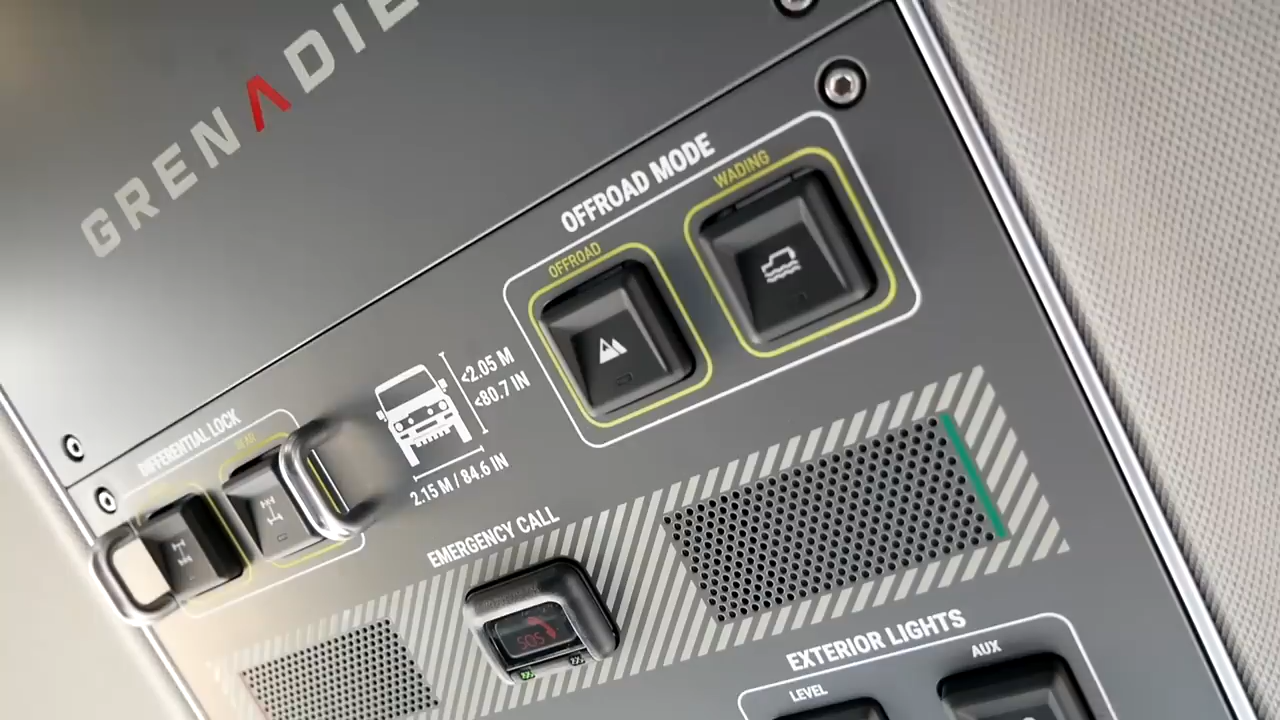 GRENADIE
OFFROAD MODE
OFFROAD
WADING
<2.05 M
<80.7 IN
2.15 M / 84.6 IN
DIFFERENTIAL LOCK
EMERGENCY CALL
SOS
EXTERIOR LIGHTS
LEVEL
AUX